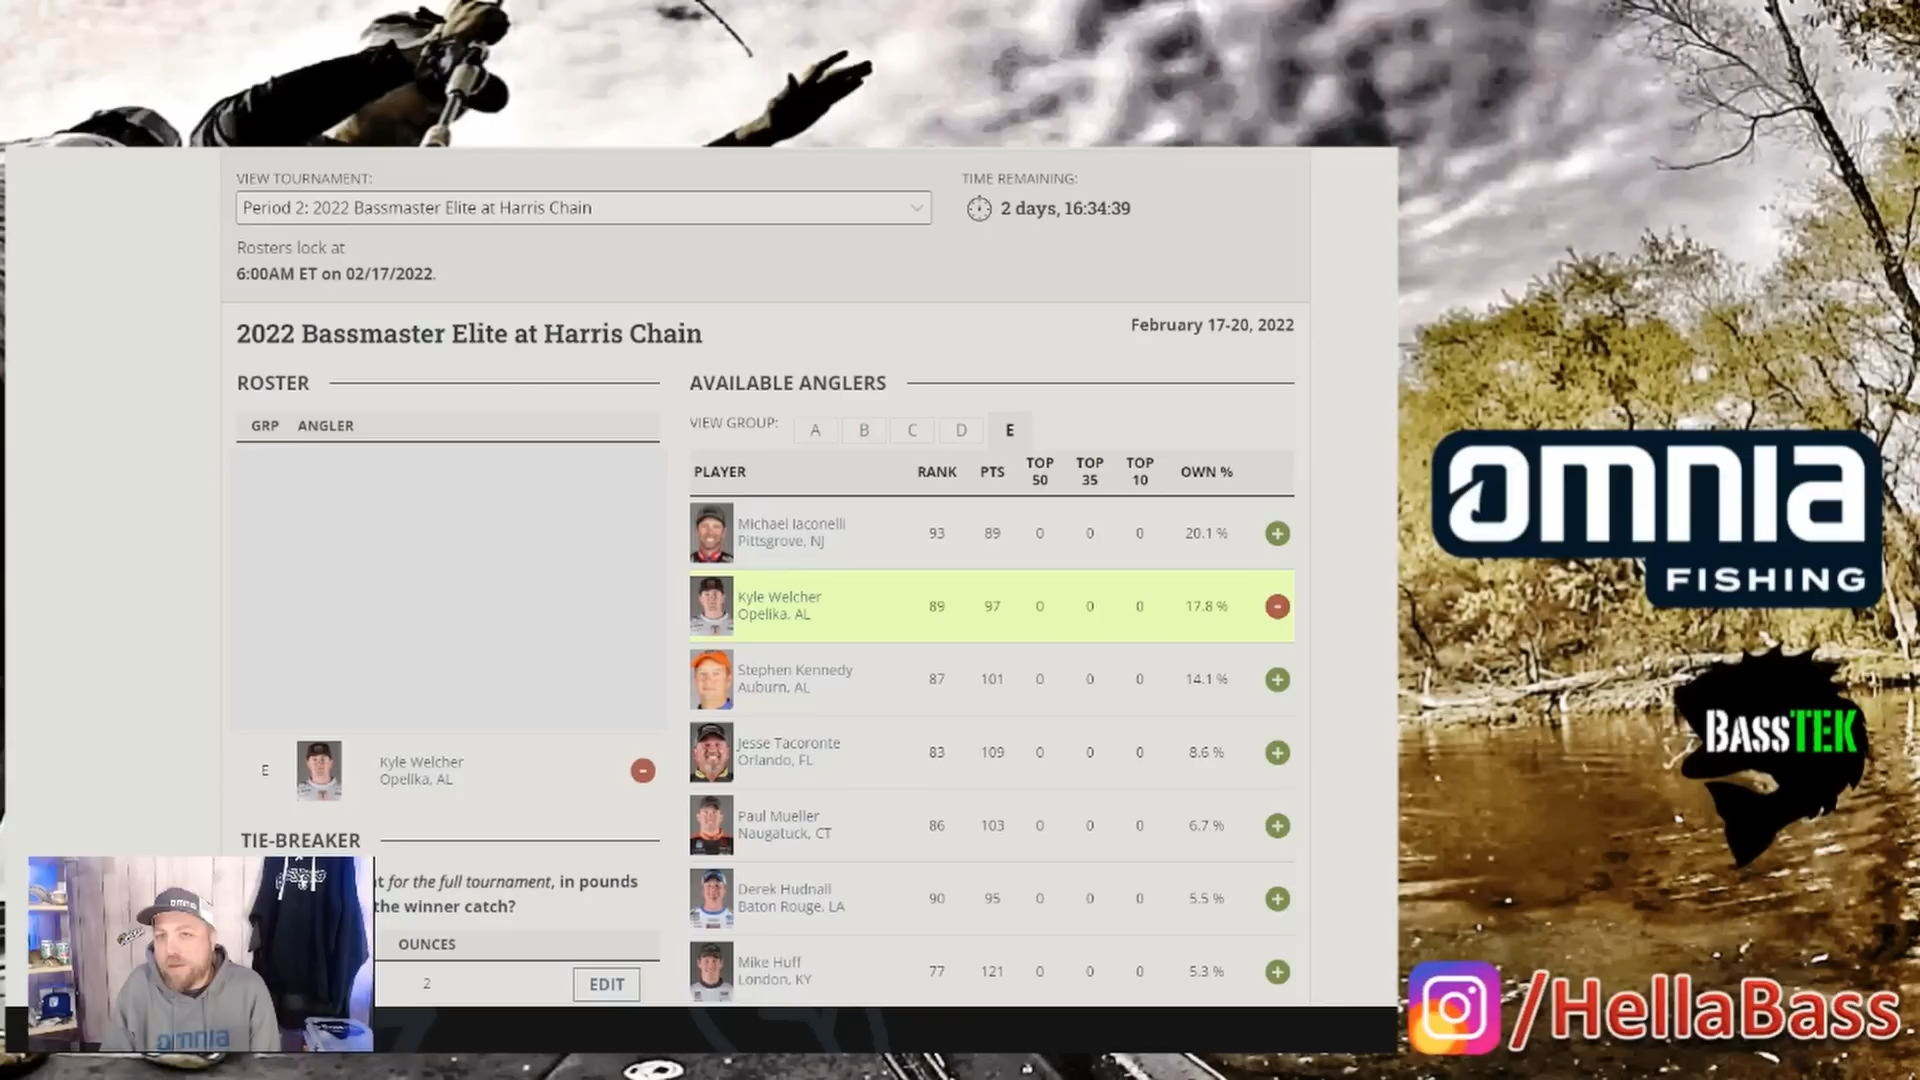 VIEW TOURNAMENT:
Period 2: 2022 Bassmaster Elite at Harris Chain
TIME REMAINING:
2 days, 16:34:39
Rosters lock at
6:00AM ET on 02/17/2022.
2022 Bassmaster Elite at Harris Chain
February 17-20, 2022
ROSTER
GRP ANGLER
E Kyle Welcher
Opelika, AL
-
TIE-BREAKER
t for the full tournament, in pounds
the winner catch?
OUNCES
2 EDIT
AVAILABLE ANGLERS
VIEW GROUP: A B C D E
PLAYER RANK PTS TOP 50 TOP 35 TOP 10 OWN %
Michael Iaconelli
Pittsgrove, NJ
93 89 0 0 0 20.1 % +
Kyle Welcher
Opelika, AL
89 97 0 0 0 17.8 % -
Stephen Kennedy
Auburn, AL
87 101 0 0 0 14.1 % +
Jesse Tacoronte
Orlando, FL
83 109 0 0 0 8.6 % +
Paul Mueller
Naugatuck, CT
86 103 0 0 0 6.7 % +
Derek Hudnall
Baton Rouge, LA
90 95 0 0 0 5.5 % +
Mike Huff
London, KY
77 121 0 0 0 5.3 % +
omnia
FISHING
BASSTEK
/HellaBass
omnia
omnia